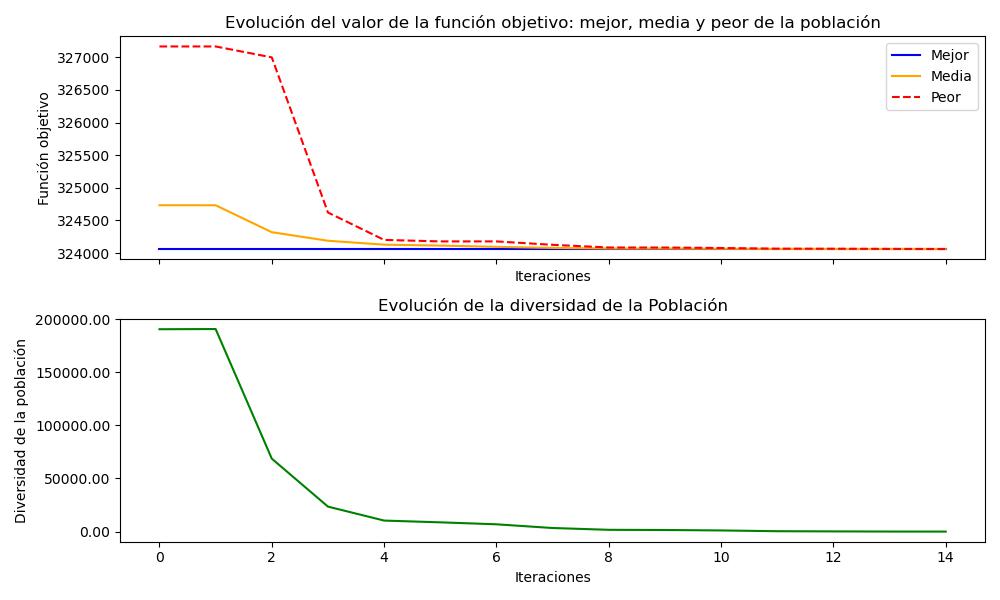 Evolución del valor de la función objetivo: mejor, media y peor de la población
Función objetivo
327000
326500
326000
325500
325000
324500
324000
Mejor
Media
Peor
Iteraciones
Evolución de la diversidad de la Población
Diversidad de la población
200000.00
150000.00
100000.00
50000.00
0.00
0 2 4 6 8 10 12 14
Iteraciones